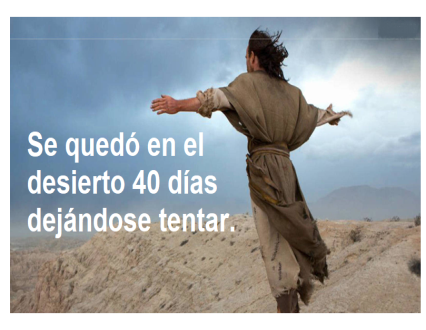 Se quedó en el
desierto 40 días
dejándose tentar.